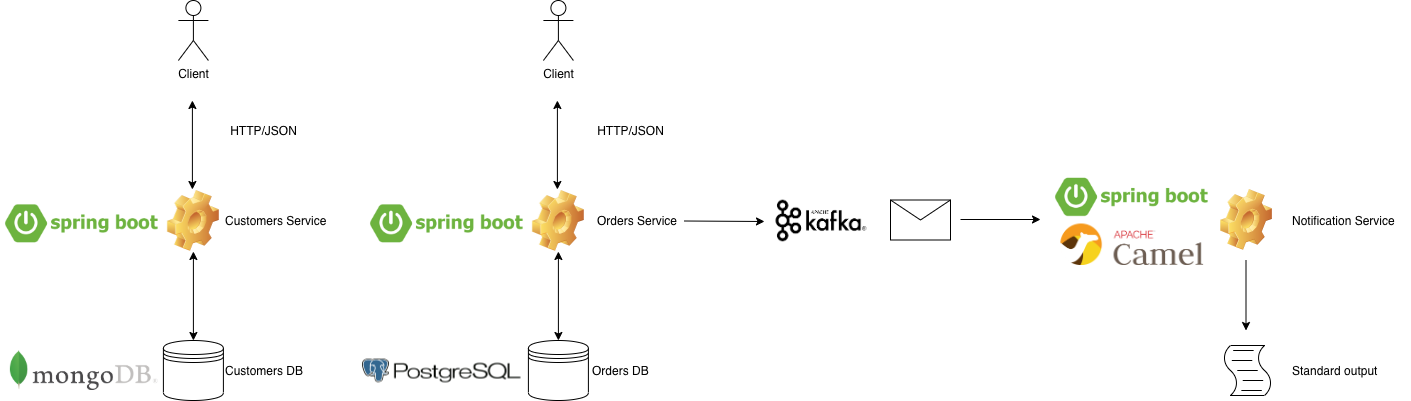 Client
Client
HTTP/JSON
HTTP/JSON
spring boot
Customers Service
spring boot
Orders Service
APACHE
kafka®
spring boot
APACHE
Camel
Notification Service
mongoDB.
Customers DB
PostgreSQL
Orders DB
Standard output